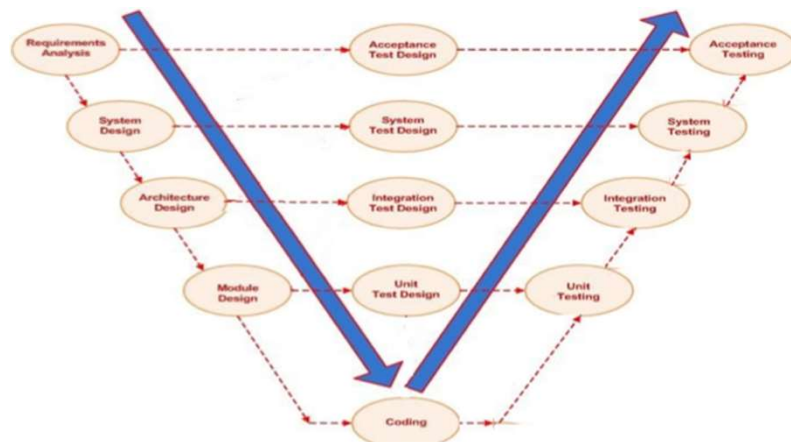 Requirements
Analysis
Acceptance
Test Design
Acceptance
Testing
System
Design
System
Test Design
System
Testing
Architecture
Design
Integration
Test Design
Integration
Testing
Module
Design
Unit
Test Design
Unit
Testing
Coding